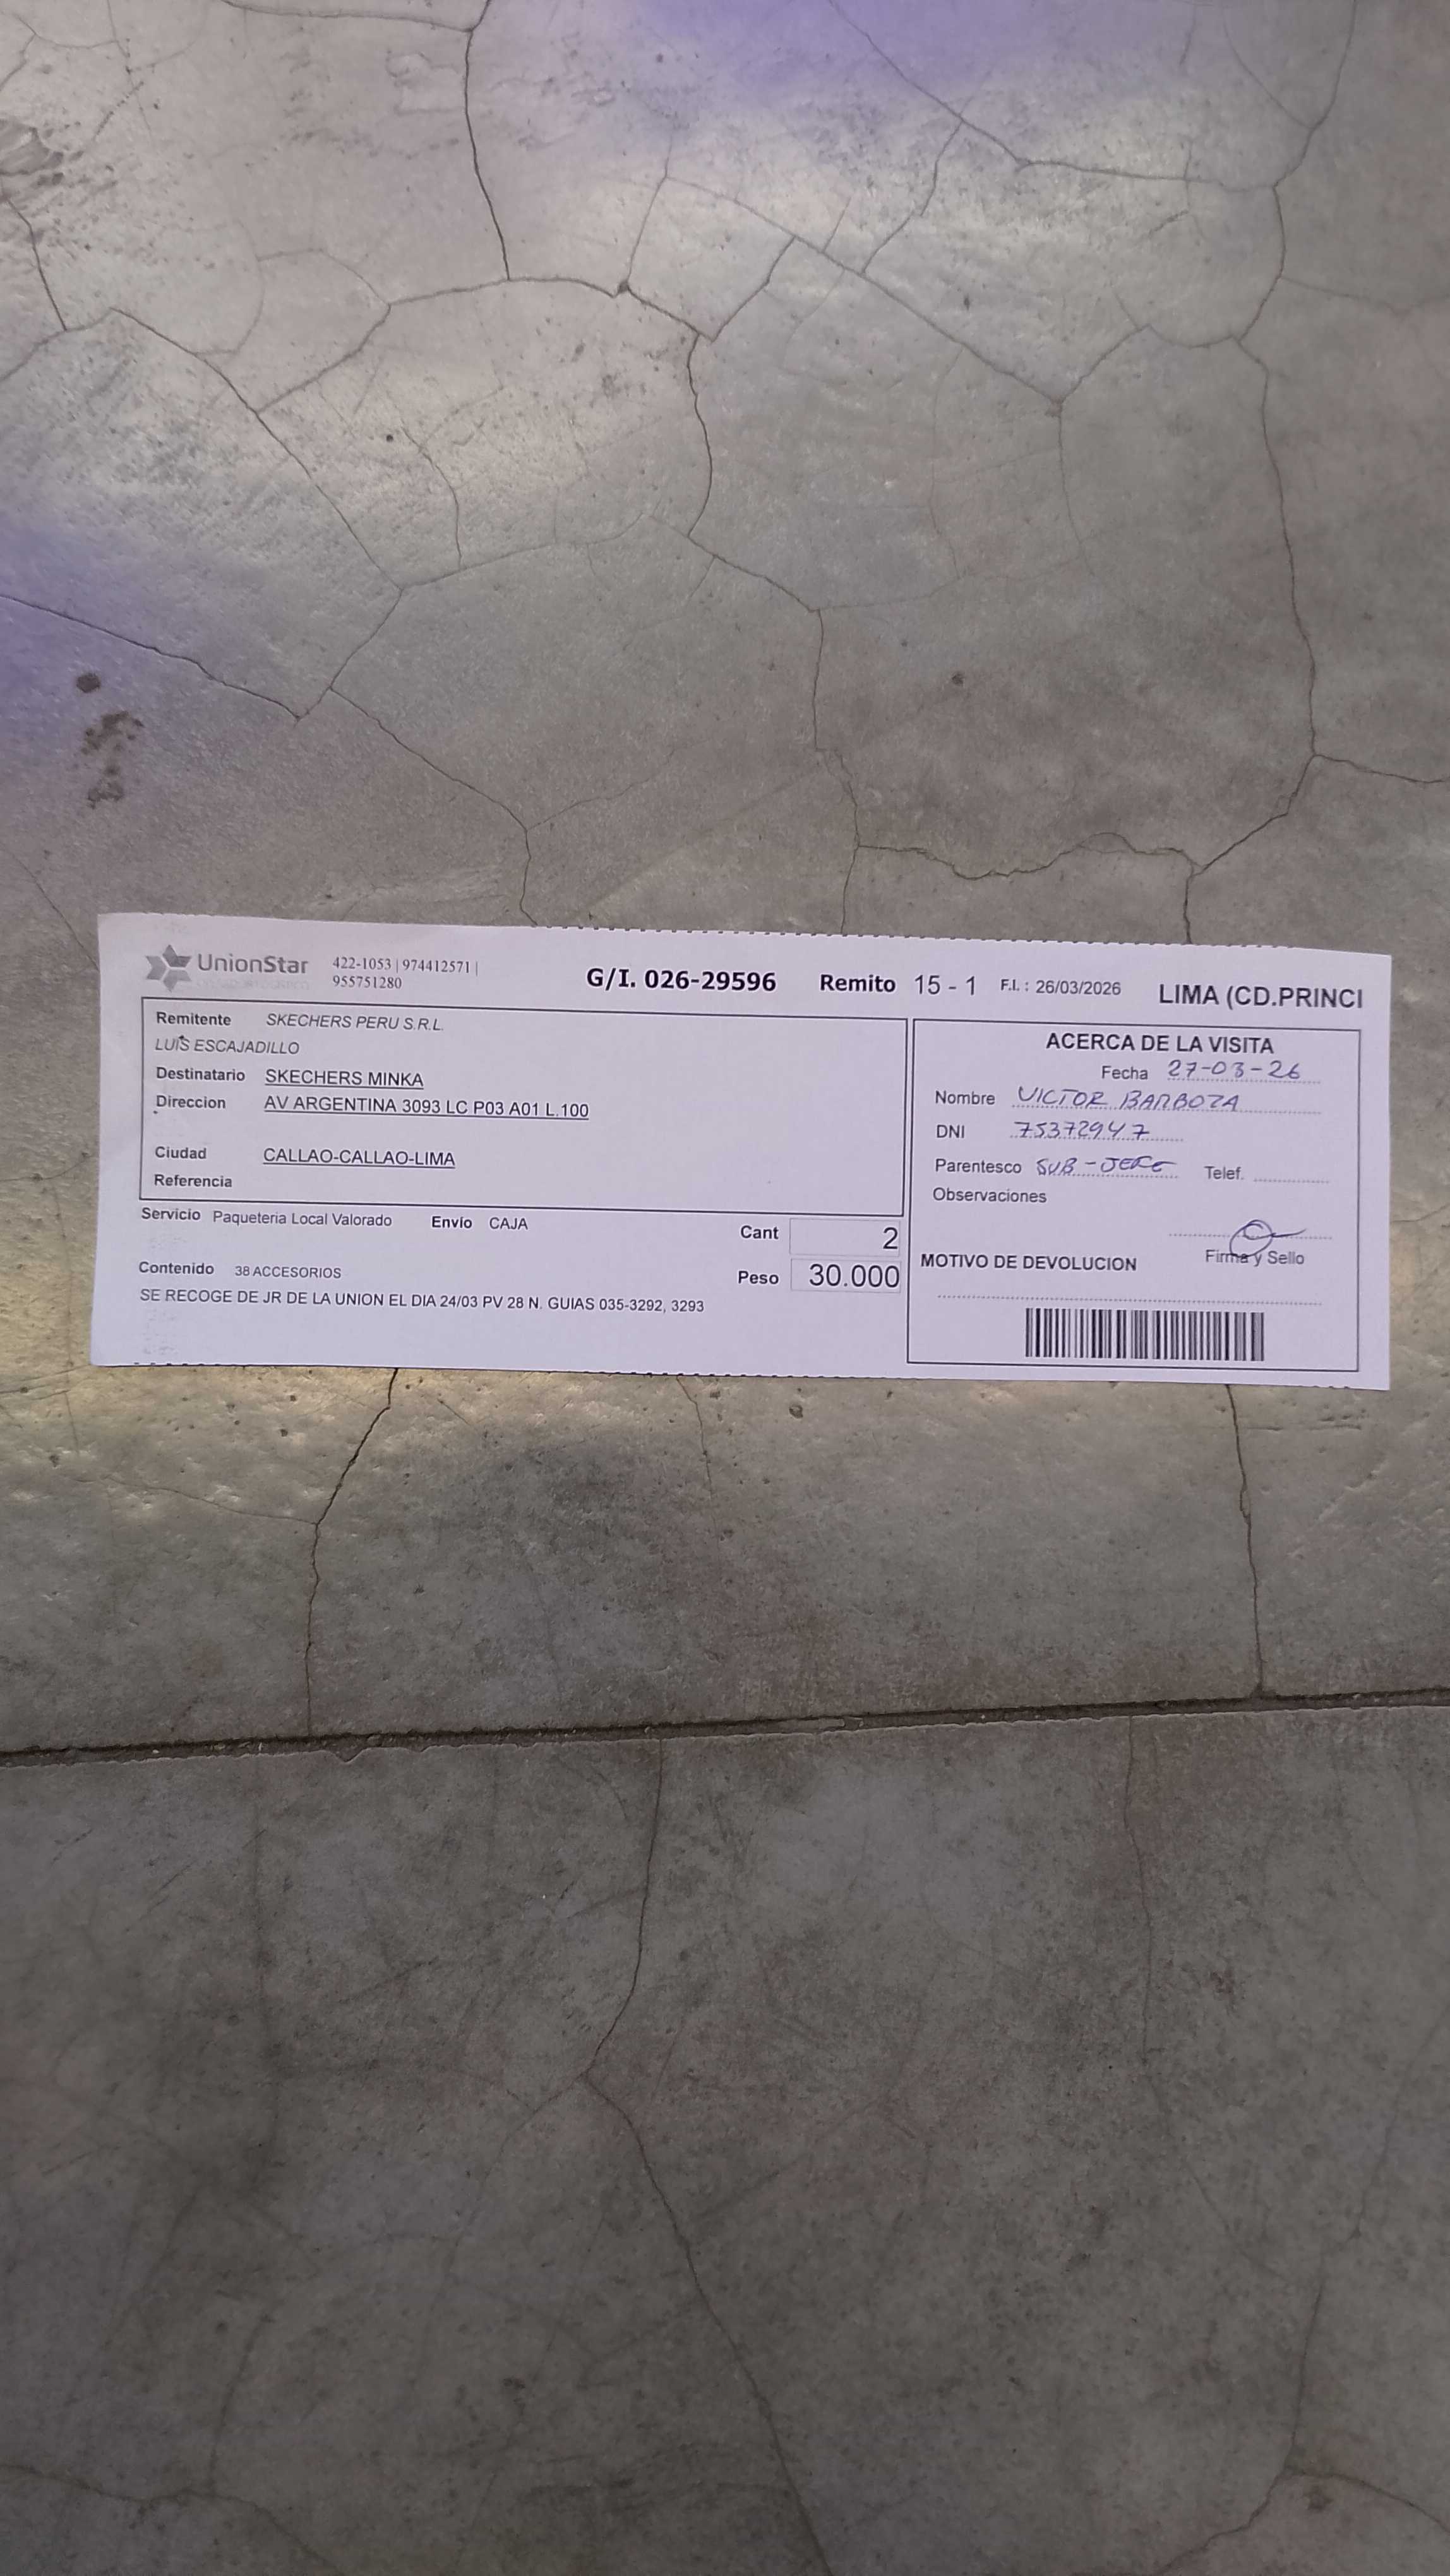 UnionStar 422-1053 | 974412571 | 955751280 G/I. 026-29596 Remito 15 - 1 F.I. : 26/03/2026 LIMA (CD.PRINCI
Remitente SKECHERS PERU S.R.L.
LUIS ESCAJADILLO
Destinatario SKECHERS MINKA
Direccion AV ARGENTINA 3093 LC P03 A01 L.100
Ciudad CALLAO-CALLAO-LIMA
Referencia
Servicio Paqueteria Local Valorado Envío CAJA Cant 2
Contenido 38 ACCESORIOS Peso 30.000
SE RECOGE DE JR DE LA UNION EL DIA 24/03 PV 28 N. GUIAS 035-3292, 3293
ACERCA DE LA VISITA
Fecha 27-03-26
Nombre VICTOR BARBOZA
DNI 75372947
Parentesco SUB-JEFE Telef.
Observaciones
Firma y Sello
MOTIVO DE DEVOLUCION